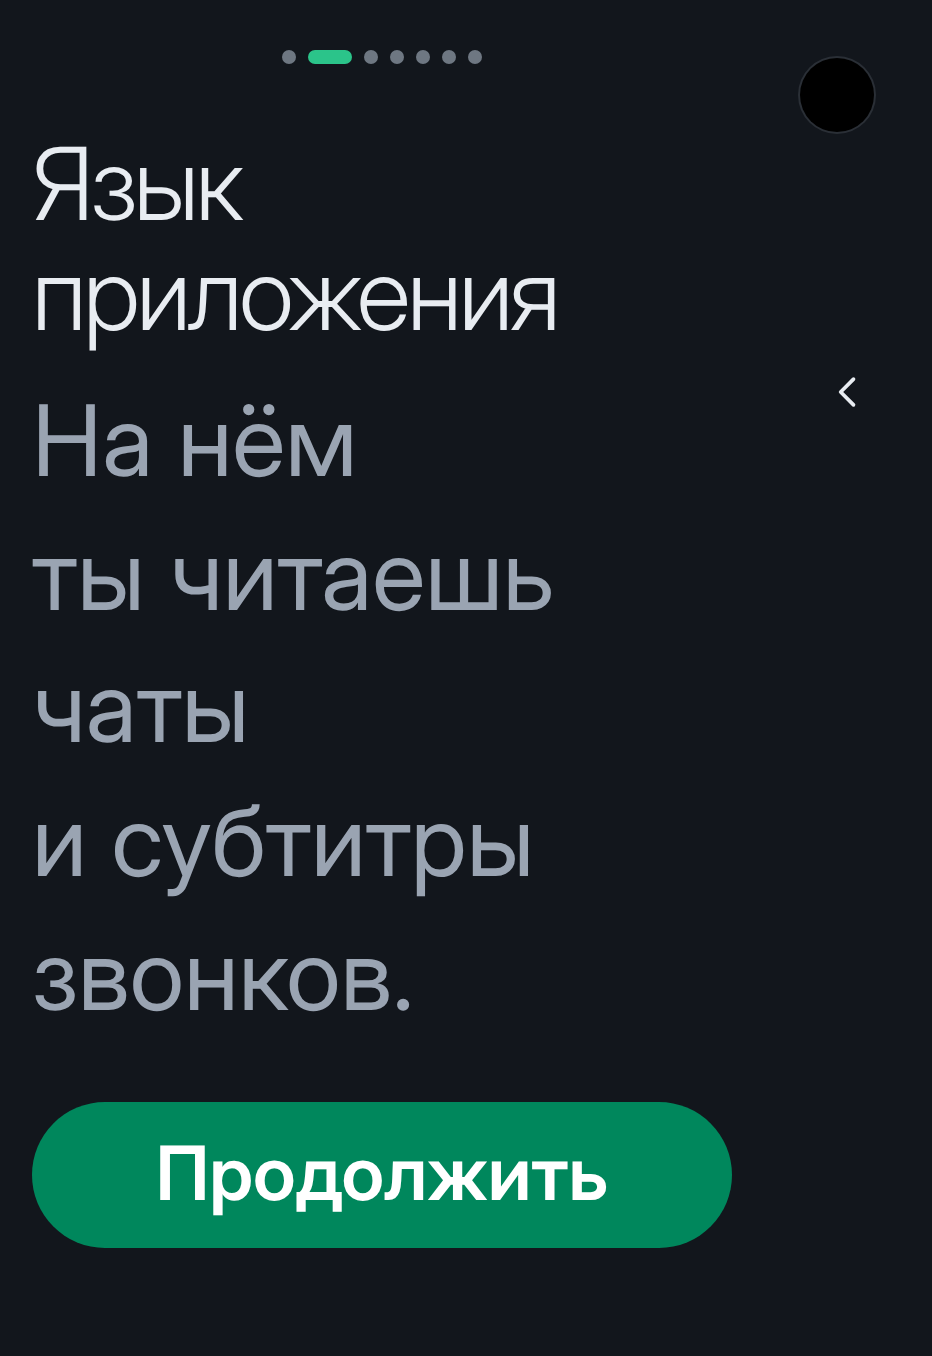 Язык
приложения
На нём
ты читаешь
чаты
и субтитры
звонков.
Продолжить